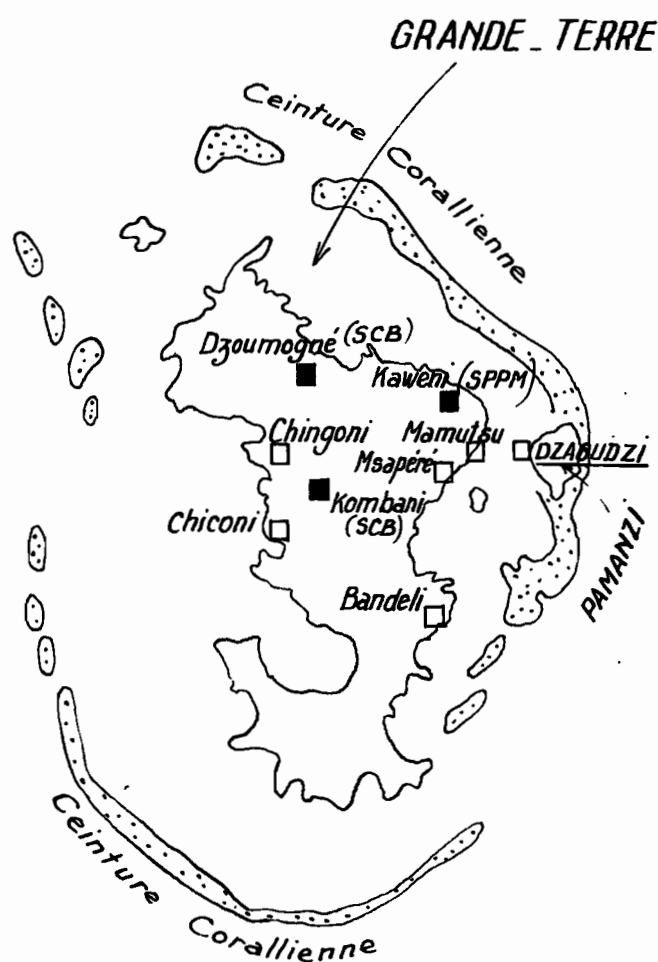 GRANDE_TERRE
Ceinture Corallienne
Dzoumogné (SCB)
Kaweni (SPPM)
Chingoni
Mamutsu
Msapéré
DZAOUDZI
Kombani
(SCB)
Chiconi
PAMANZI
Bandeli
Ceinture Corallienne